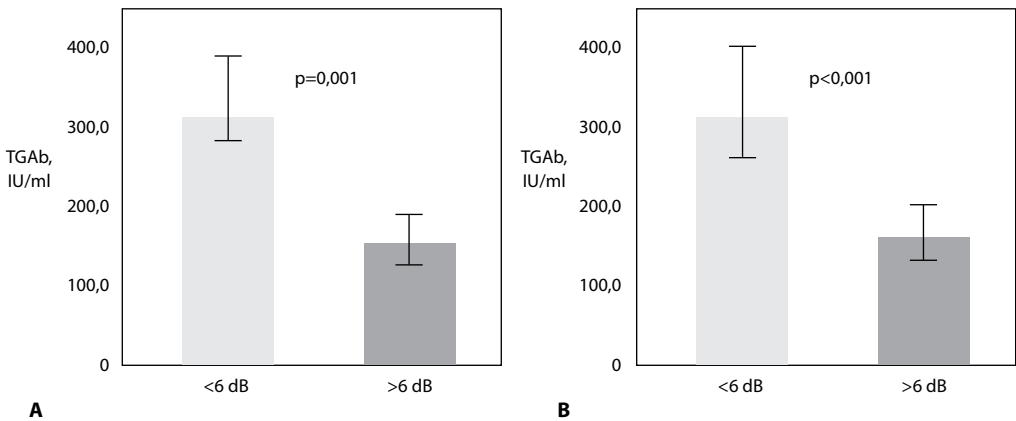 400,0
p=0,001
300,0
TGAb,
IU/ml
200,0
100,0
0
<6 dB >6 dB
A
400,0
p<0,001
300,0
TGAb,
IU/ml
200,0
100,0
0
<6 dB >6 dB
B